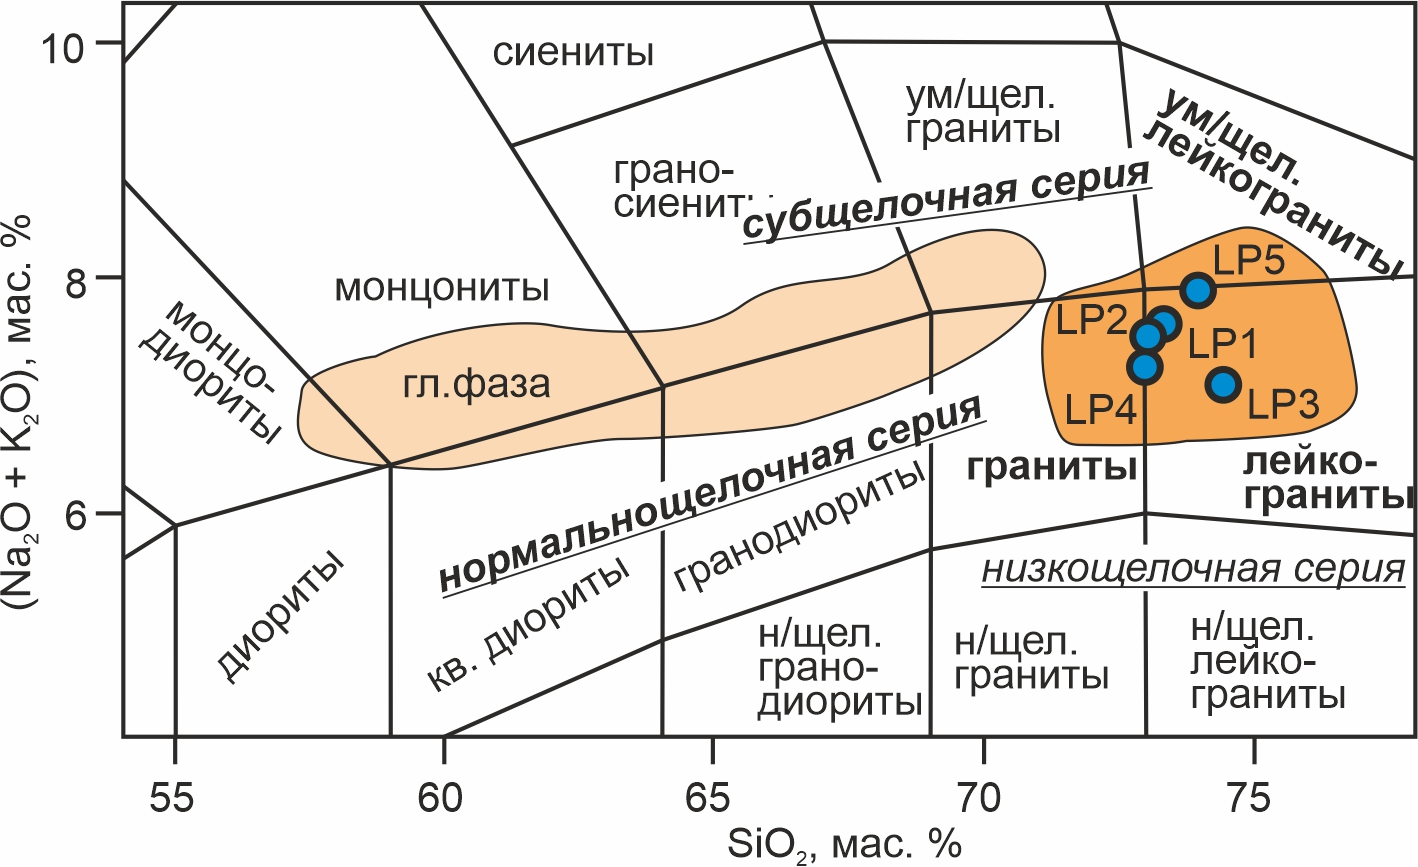 10
8
6
(Na2O + K2O), мас. %
сиениты
ум/щел.
граниты
ум/щел.
лейкограниты
грано-
сиенит
субщелочная серия
монцониты
монцо-
диориты
гл.фаза
LP5
LP2
LP1
LP4
LP3
нормальнощелочная серия
граниты
лейко-
граниты
диориты
кв. диориты
гранодиориты
низкощелочная серия
н/щел.
грано-
диориты
н/щел.
граниты
н/щел.
лейко-
граниты
55
60
65
70
75
SiO2, мас. %